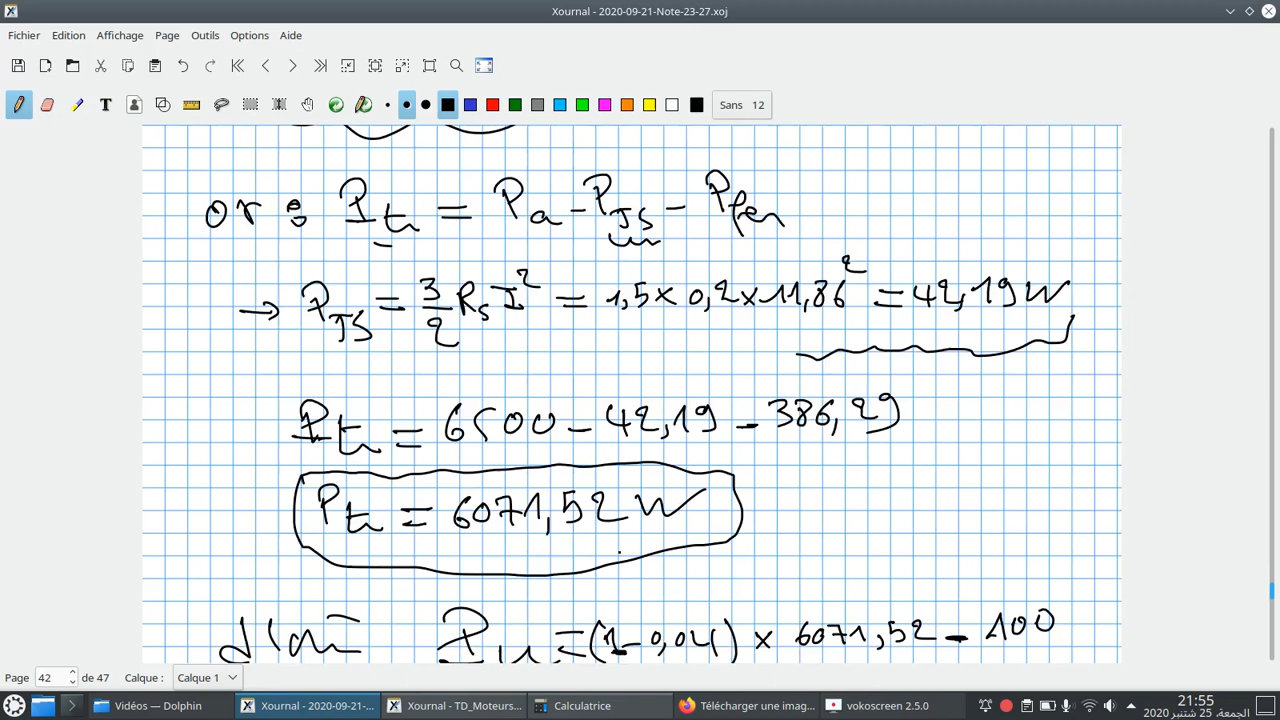 Xournal - 2020-09-21-Note-23-27.xoj
Fichier Edition Affichage Page Outils Options Aide
Sans 12
or : Ptr = Pa - PJS - Pfer
→ PJS = 3/2 Rs I² = 1,5 × 0,2 × 11,86² = 42,19 W
Ptr = 6500 - 42,19 - 386,29
Ptr = 6071,52 W
d'où Pu = (1 - 0,04) × 6071,52 - 100
Page 42 de 47 Calque : Calque 1
Vidéos — Dolphin
Xournal - 2020-09-21-...
Xournal - TD_Moteurs...
Calculatrice
Télécharger une imag...
vokoscreen 2.5.0
21:55
الجمعة, 25 شتنبر 2020